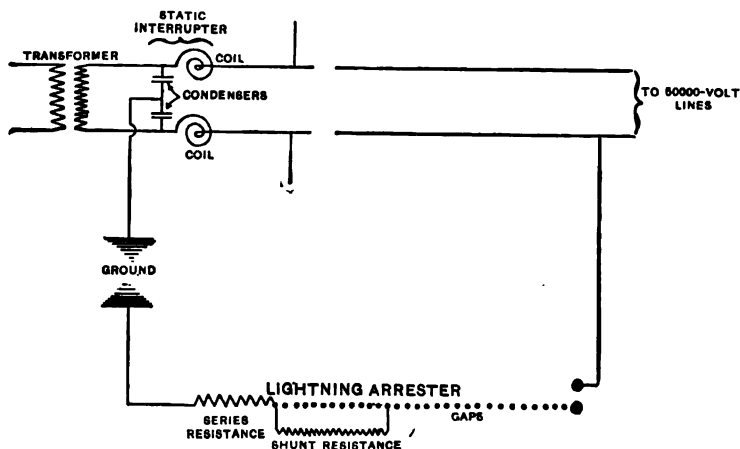 STATIC
INTERRUPTER
TRANSFORMER
COIL
CONDENSERS
TO 50000-VOLT
LINES
COIL
GROUND
LIGHTNING ARRESTER
GAPS
SERIES
RESISTANCE
SHUNT RESISTANCE